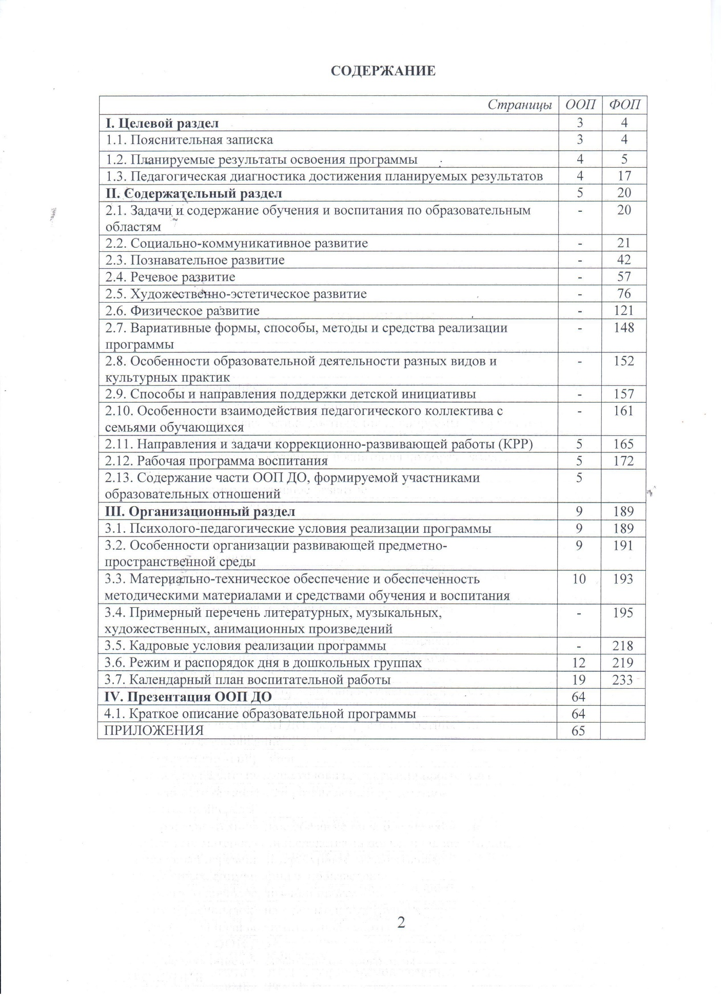 СОДЕРЖАНИЕ
Страницы ООП ФОП
I. Целевой раздел 3 4
1.1. Пояснительная записка 3 4
1.2. Планируемые результаты освоения программы 4 5
1.3. Педагогическая диагностика достижения планируемых результатов 4 17
II. Содержательный раздел 5 20
2.1. Задачи и содержание обучения и воспитания по образовательным - 20
областям
2.2. Социально-коммуникативное развитие - 21
2.3. Познавательное развитие - 42
2.4. Речевое развитие - 57
2.5. Художественно-эстетическое развитие - 76
2.6. Физическое развитие - 121
2.7. Вариативные формы, способы, методы и средства реализации - 148
программы
2.8. Особенности образовательной деятельности разных видов и - 152
культурных практик
2.9. Способы и направления поддержки детской инициативы - 157
2.10. Особенности взаимодействия педагогического коллектива с - 161
семьями обучающихся
2.11. Направления и задачи коррекционно-развивающей работы (КРР) 5 165
2.12. Рабочая программа воспитания 5 172
2.13. Содержание части ООП ДО, формируемой участниками 5
образовательных отношений
III. Организационный раздел 9 189
3.1. Психолого-педагогические условия реализации программы 9 189
3.2. Особенности организации развивающей предметно- 9 191
пространственной среды
3.3. Материально-техническое обеспечение и обеспеченность 10 193
методическими материалами и средствами обучения и воспитания
3.4. Примерный перечень литературных, музыкальных, - 195
художественных, анимационных произведений
3.5. Кадровые условия реализации программы - 218
3.6. Режим и распорядок дня в дошкольных группах 12 219
3.7. Календарный план воспитательной работы 19 233
IV. Презентация ООП ДО 64
4.1. Краткое описание образовательной программы 64
ПРИЛОЖЕНИЯ 65
2